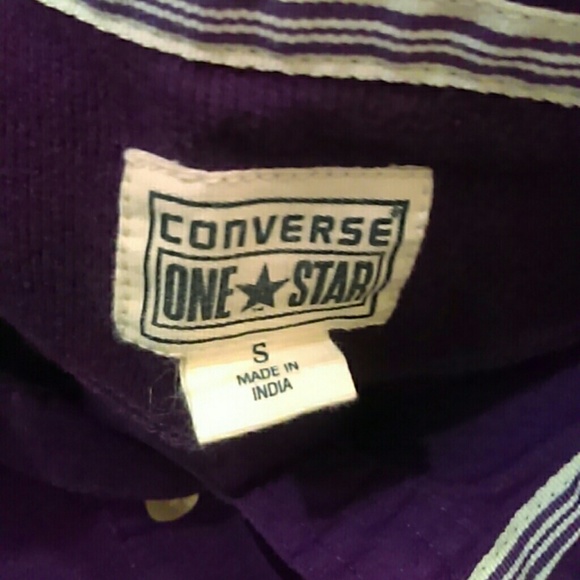 CONVERSE®
ONE ★ STAR
S
MADE IN
INDIA